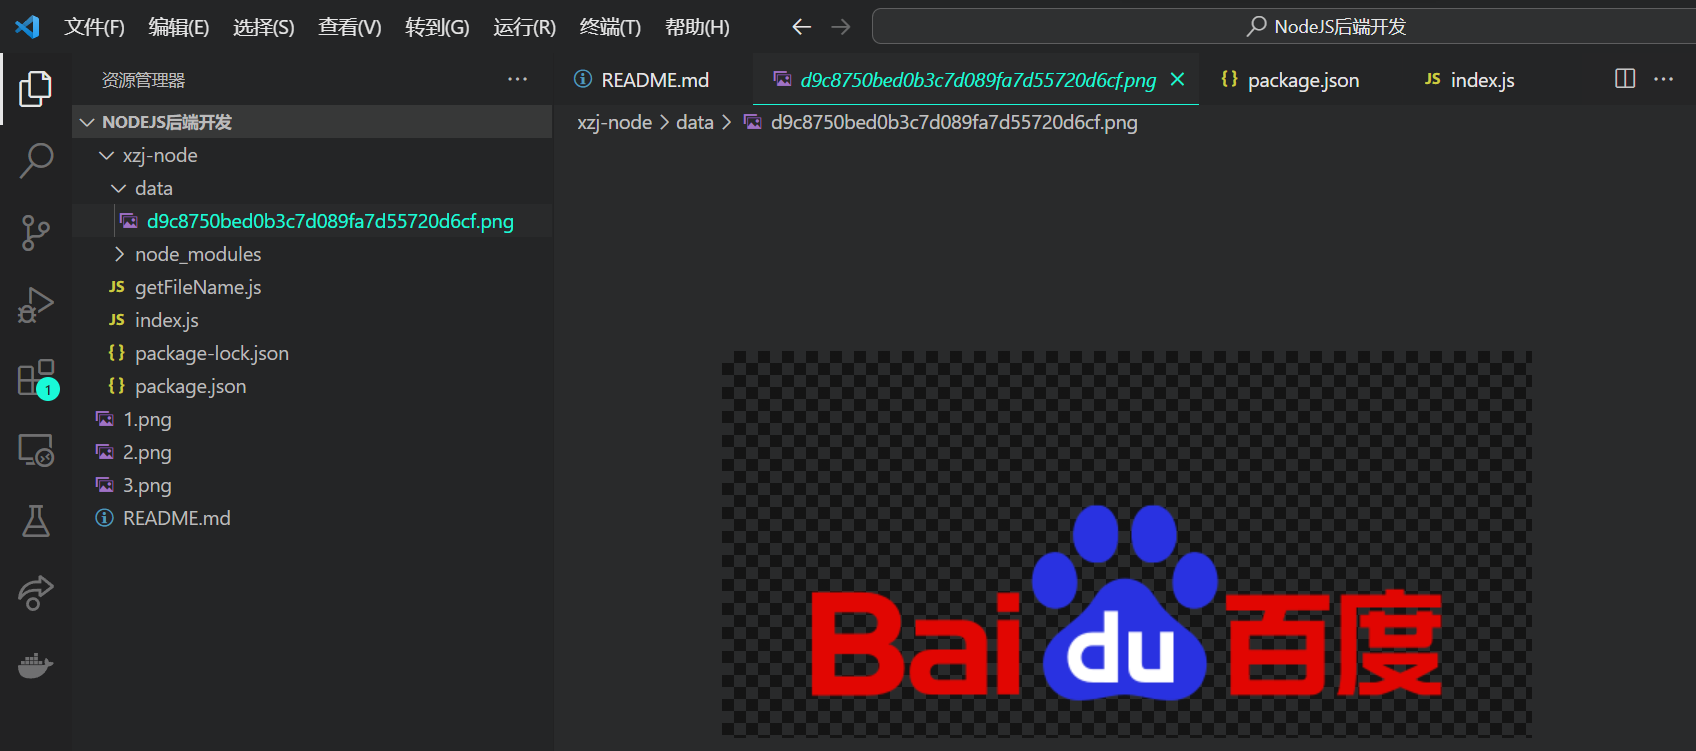 文件(F) 编辑(E) 选择(S) 查看(V) 转到(G) 运行(R) 终端(T) 帮助(H) NodeJS后端开发
资源管理器
README.md d9c8750bed0b3c7d089fa7d55720d6cf.png package.json JS index.js
NODEJS后端开发
xzj-node > data > d9c8750bed0b3c7d089fa7d55720d6cf.png
xzj-node
data
d9c8750bed0b3c7d089fa7d55720d6cf.png
node_modules
JS getFileName.js
JS index.js
{} package-lock.json
{} package.json
1
1.png
2.png
3.png
README.md
Bai du 百度